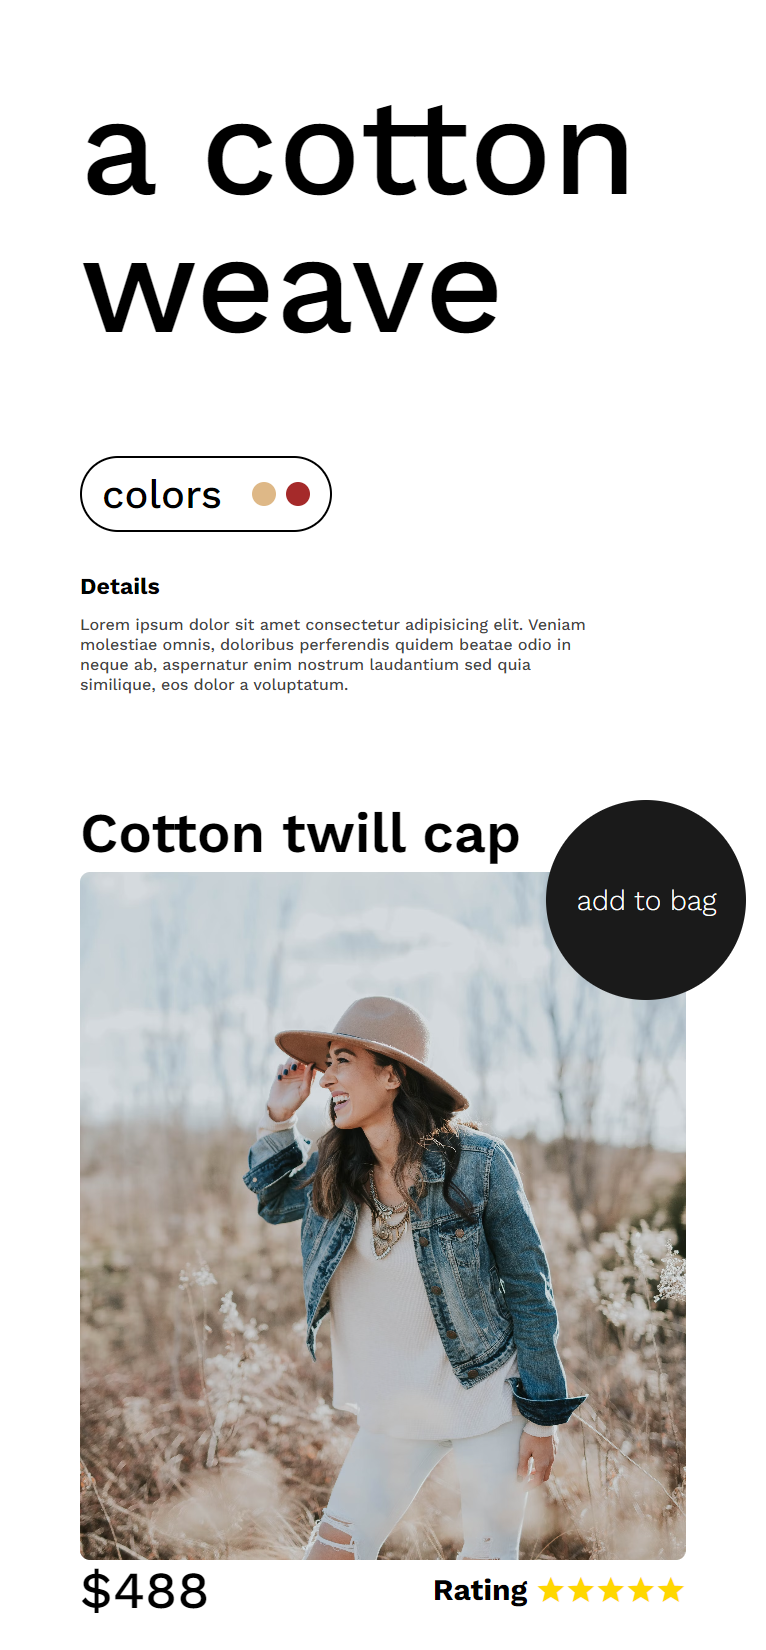 a cotton
weave
colors
Details
Lorem ipsum dolor sit amet consectetur adipisicing elit. Veniam
molestiae omnis, doloribus perferendis quidem beatae odio in
neque ab, aspernatur enim nostrum laudantium sed quia
similique, eos dolor a voluptatum.
Cotton twill cap
add to bag
$488
Rating